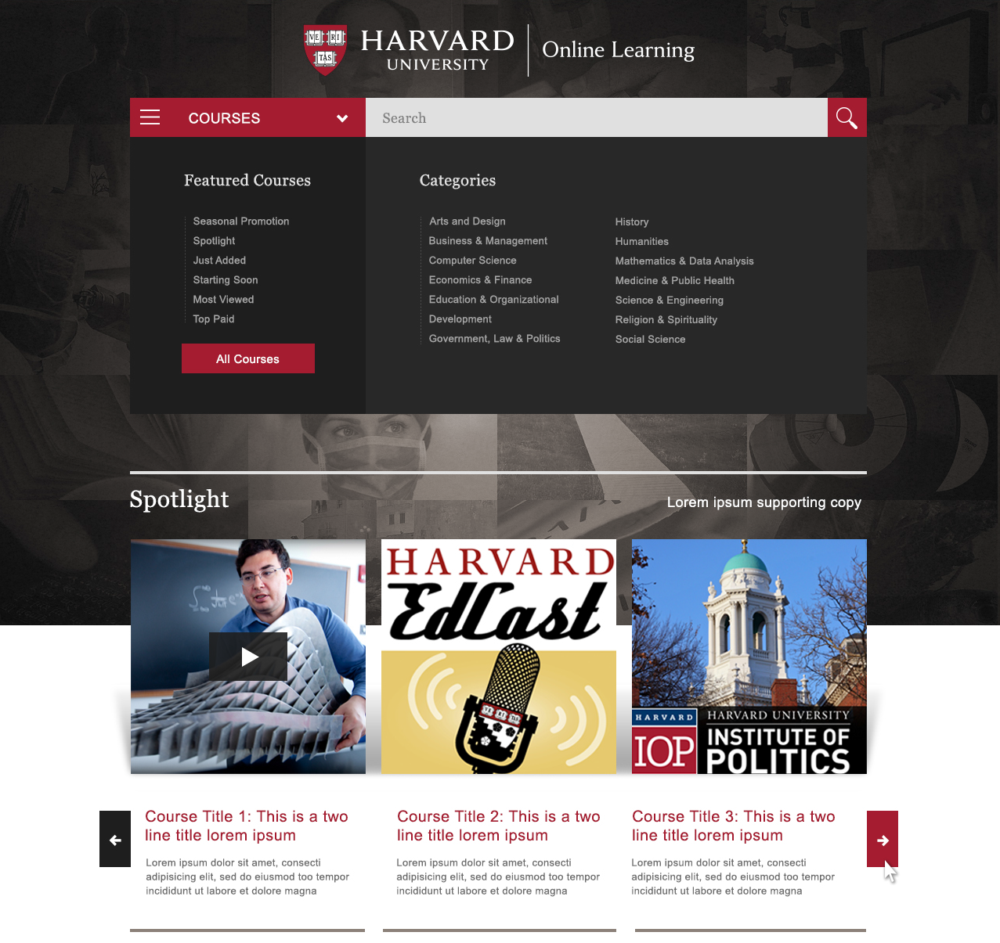 VE RI
TAS
HARVARD
UNIVERSITY
Online Learning
COURSES
Search
Featured Courses
Seasonal Promotion
Spotlight
Just Added
Starting Soon
Most Viewed
Top Paid
All Courses
Categories
Arts and Design
Business & Management
Computer Science
Economics & Finance
Education & Organizational
Development
Government, Law & Politics
History
Humanities
Mathematics & Data Analysis
Medicine & Public Health
Science & Engineering
Religion & Spirituality
Social Science
Spotlight
Lorem ipsum supporting copy
HARVARD
EdCast
VE RI TAS
HARVARD
IOP
HARVARD UNIVERSITY
INSTITUTE OF
POLITICS
Course Title 1: This is a two
line title lorem ipsum
Lorem ipsum dolor sit amet, consecti
adipisicing elit, sed do eiusmod too tempor
incididunt ut labore et dolore magna
Course Title 2: This is a two
line title lorem ipsum
Lorem ipsum dolor sit amet, consecti
adipisicing elit, sed do eiusmod too tempor
incididunt ut labore et dolore magna
Course Title 3: This is a two
line title lorem ipsum
Lorem ipsum dolor sit amet, consecti
adipisicing elit, sed do eiusmod too tempor
incididunt ut labore et dolore magna